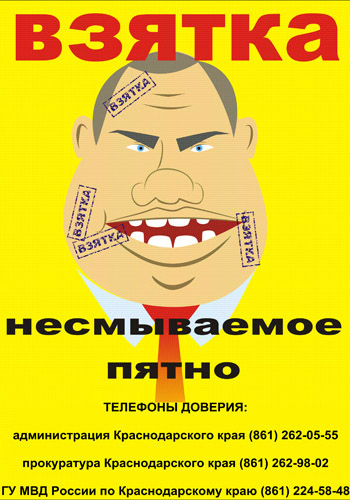 ВЗЯТКА
ВЗЯТКА
ВЗЯТКА
ВЗЯТКА
ВЗЯТКА
несмываемое
пятно
ТЕЛЕФОНЫ ДОВЕРИЯ:
администрация Краснодарского края (861) 262-05-55
прокуратура Краснодарского края (861) 262-98-02
ГУ МВД России по Краснодарскому краю (861) 224-58-48